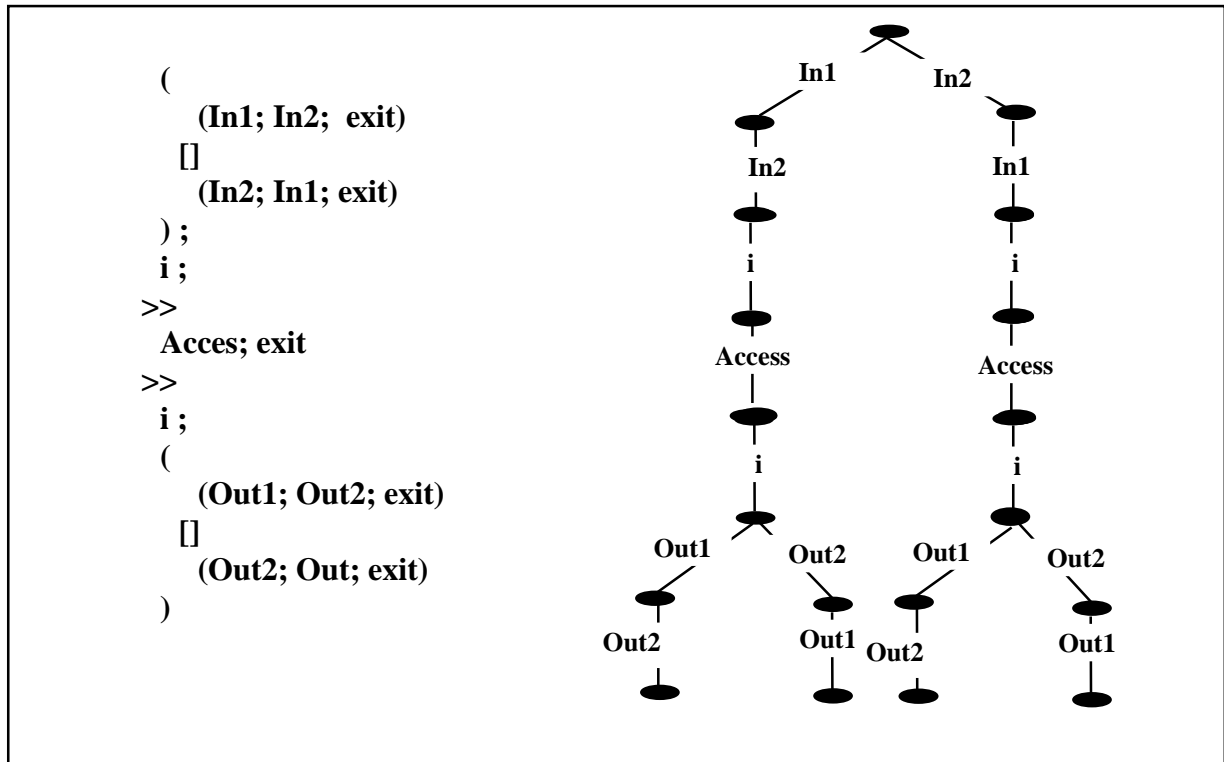 (
(In1; In2; exit)
[]
(In2; In1; exit)
) ;
i ;
>>
Acces; exit
>>
i ;
(
(Out1; Out2; exit)
[]
(Out2; Out; exit)
)
In1 In2
In2 In1
i i
Access Access
i i
Out1 Out2 Out1 Out2
Out2 Out1 Out2 Out1